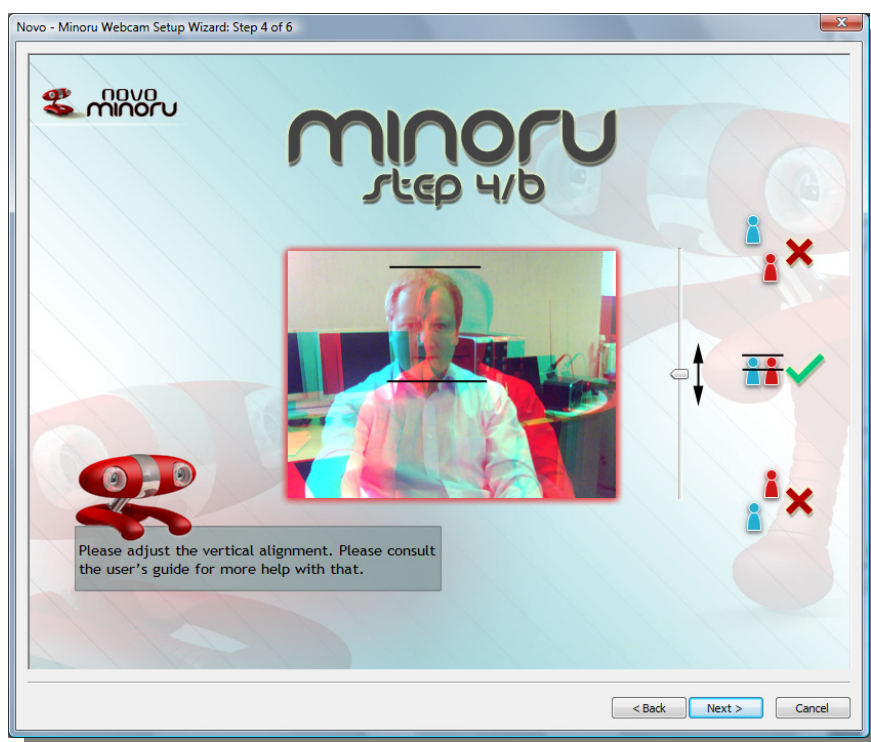 Novo - Minoru Webcam Setup Wizard: Step 4 of 6
novo
minoru
minoru
step 4/b
Please adjust the vertical alignment. Please consult
the user's guide for more help with that.
< Back
Next >
Cancel